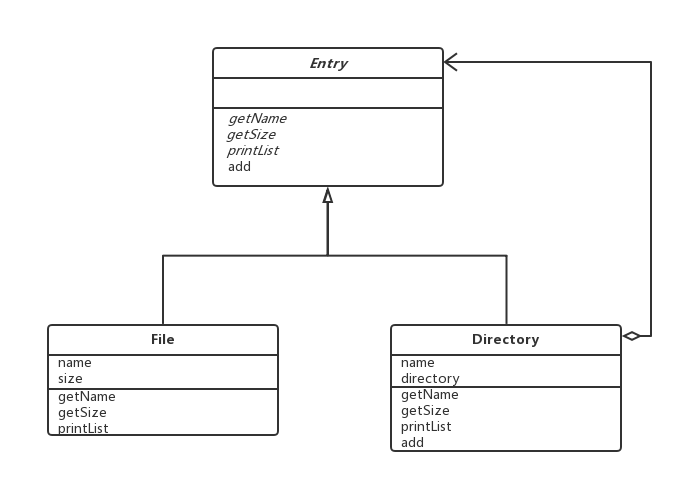 Entry
getName
getSize
printList
add
File
name
size
getName
getSize
printList
Directory
name
directory
getName
getSize
printList
add